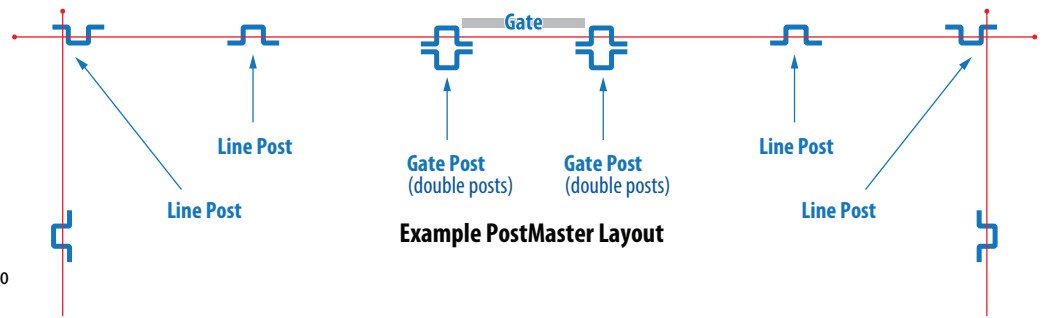 Gate
Line Post
Line Post
Gate Post
(double posts)
Gate Post
(double posts)
Line Post
Line Post
Example PostMaster Layout
0